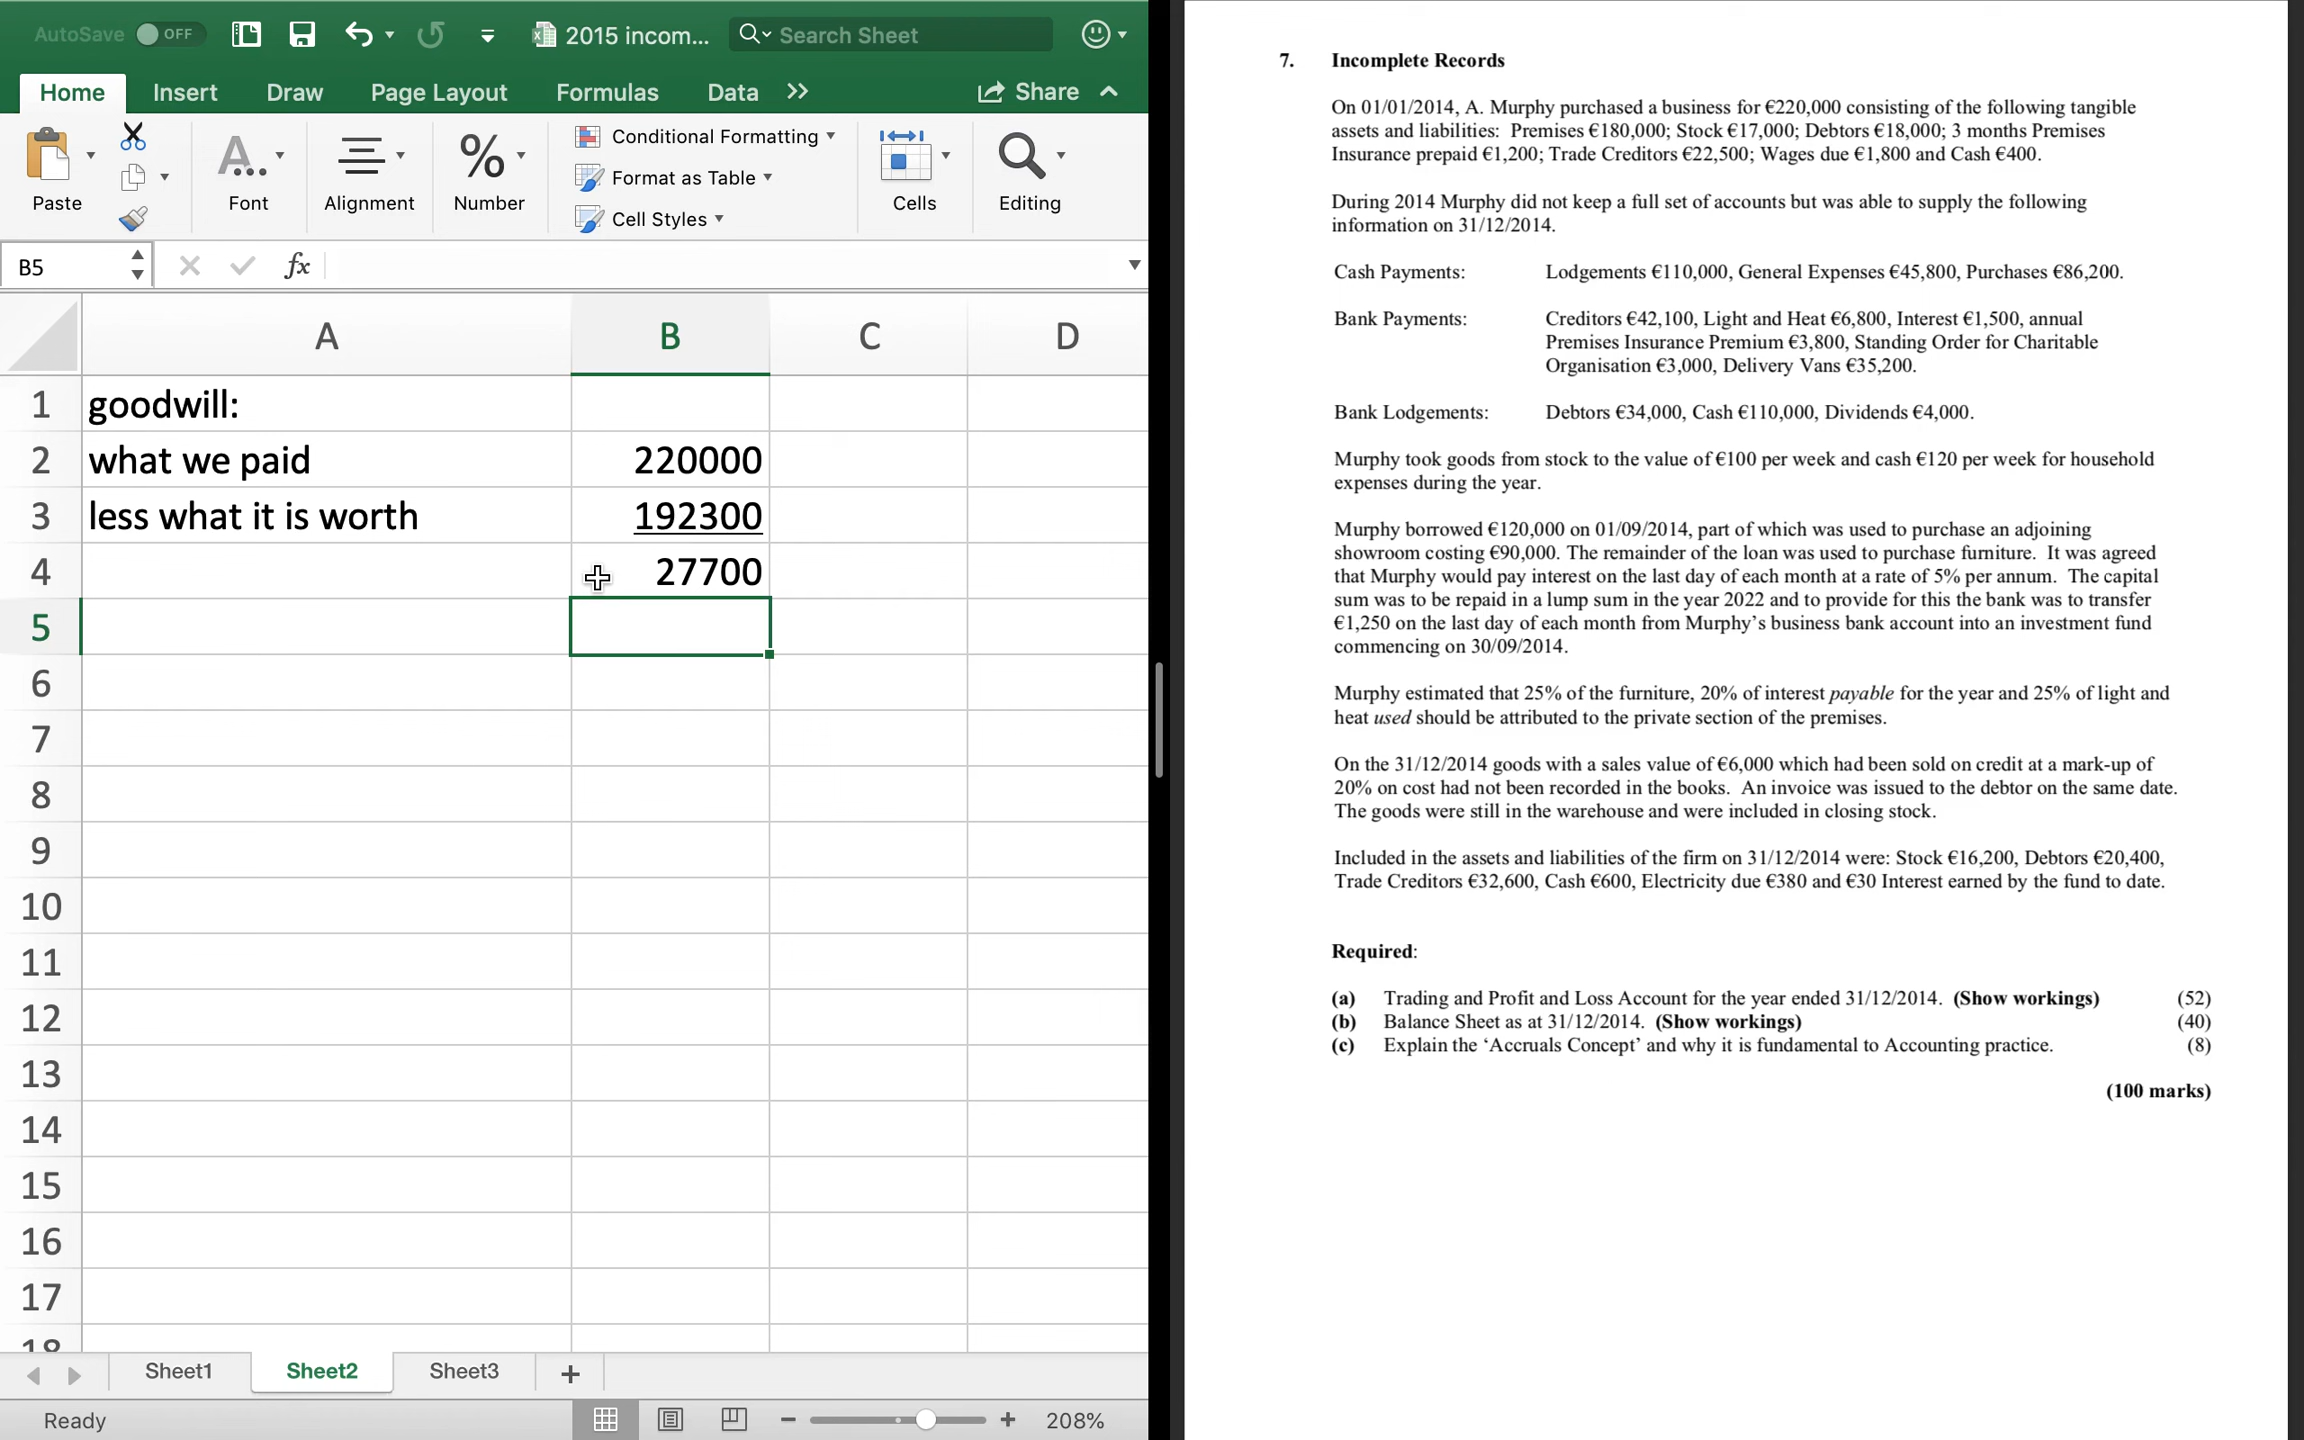 AutoSave OFF 2015 incom... Search Sheet
Home Insert Draw Page Layout Formulas Data >> Share
Paste Font Alignment % Number Conditional Formatting Format as Table Cell Styles Cells Editing
B5 fx
A B C D
1 goodwill:
2 what we paid 220000
3 less what it is worth 192300
4 27700
5
6
7
8
9
10
11
12
13
14
15
16
17
18
Sheet1 Sheet2 Sheet3 +
Ready 208%
7. Incomplete Records
On 01/01/2014, A. Murphy purchased a business for €220,000 consisting of the following tangible
assets and liabilities: Premises €180,000; Stock €17,000; Debtors €18,000; 3 months Premises
Insurance prepaid €1,200; Trade Creditors €22,500; Wages due €1,800 and Cash €400.
During 2014 Murphy did not keep a full set of accounts but was able to supply the following
information on 31/12/2014.
Cash Payments: Lodgements €110,000, General Expenses €45,800, Purchases €86,200.
Bank Payments: Creditors €42,100, Light and Heat €6,800, Interest €1,500, annual
Premises Insurance Premium €3,800, Standing Order for Charitable
Organisation €3,000, Delivery Vans €35,200.
Bank Lodgements: Debtors €34,000, Cash €110,000, Dividends €4,000.
Murphy took goods from stock to the value of €100 per week and cash €120 per week for household
expenses during the year.
Murphy borrowed €120,000 on 01/09/2014, part of which was used to purchase an adjoining
showroom costing €90,000. The remainder of the loan was used to purchase furniture. It was agreed
that Murphy would pay interest on the last day of each month at a rate of 5% per annum. The capital
sum was to be repaid in a lump sum in the year 2022 and to provide for this the bank was to transfer
€1,250 on the last day of each month from Murphy's business bank account into an investment fund
commencing on 30/09/2014.
Murphy estimated that 25% of the furniture, 20% of interest payable for the year and 25% of light and
heat used should be attributed to the private section of the premises.
On the 31/12/2014 goods with a sales value of €6,000 which had been sold on credit at a mark-up of
20% on cost had not been recorded in the books. An invoice was issued to the debtor on the same date.
The goods were still in the warehouse and were included in closing stock.
Included in the assets and liabilities of the firm on 31/12/2014 were: Stock €16,200, Debtors €20,400,
Trade Creditors €32,600, Cash €600, Electricity due €380 and €30 Interest earned by the fund to date.
Required:
(a) Trading and Profit and Loss Account for the year ended 31/12/2014. (Show workings) (52)
(b) Balance Sheet as at 31/12/2014. (Show workings) (40)
(c) Explain the ‘Accruals Concept’ and why it is fundamental to Accounting practice. (8)
(100 marks)